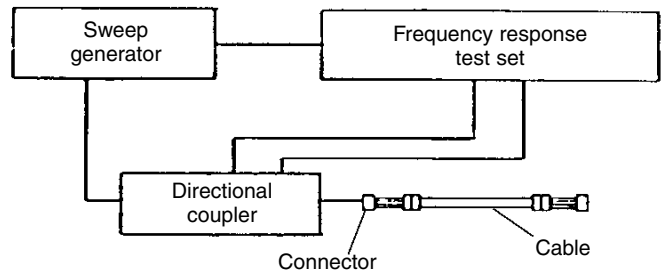 Sweep
generator
Frequency response
test set
Directional
coupler
Connector
Cable